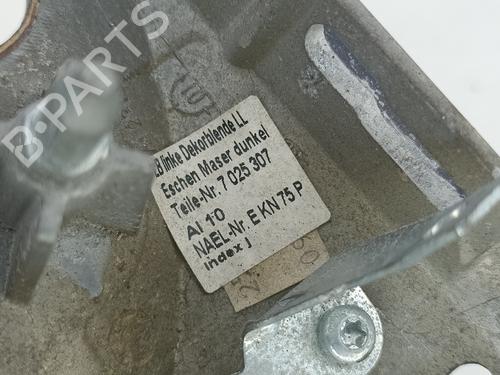 B-PARTS
ZB linke Dekorblende LL
Eschen Maser dunkel
Teile-Nr. 7 025 307
AI 10
NAEL-Nr. E KN 75 P
Index J